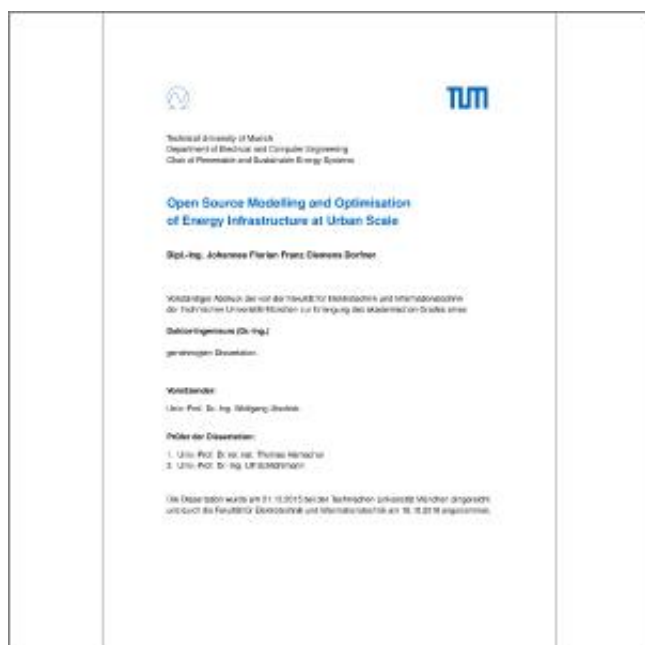 TUM
Technical University of Munich
Department of Electrical and Computer Engineering
Chair of Renewable and Sustainable Energy Systems
Open Source Modelling and Optimisation
of Energy Infrastructure at Urban Scale
Dipl.-Ing. Johannes Florian Franz Clemens Dorfner
Vollständiger Abdruck der von der Fakultät für Elektrotechnik und Informationstechnik
der Technischen Universität München zur Erlangung des akademischen Grades eines
Doktor-Ingenieurs (Dr.-Ing.)
genehmigten Dissertation.
Vorsitzender:
Univ.-Prof. Dr.-Ing. Wolfgang
Prüfer der Dissertation:
1. Univ.-Prof. Dr. rer. nat. Thomas Hamacher
2. Univ.-Prof. Dr.-Ing. Ulf Schlichtmann
Die Dissertation wurde am bei der Technischen Universität München eingereicht
und durch die Fakultät für Elektrotechnik und Informationstechnik am angenommen.